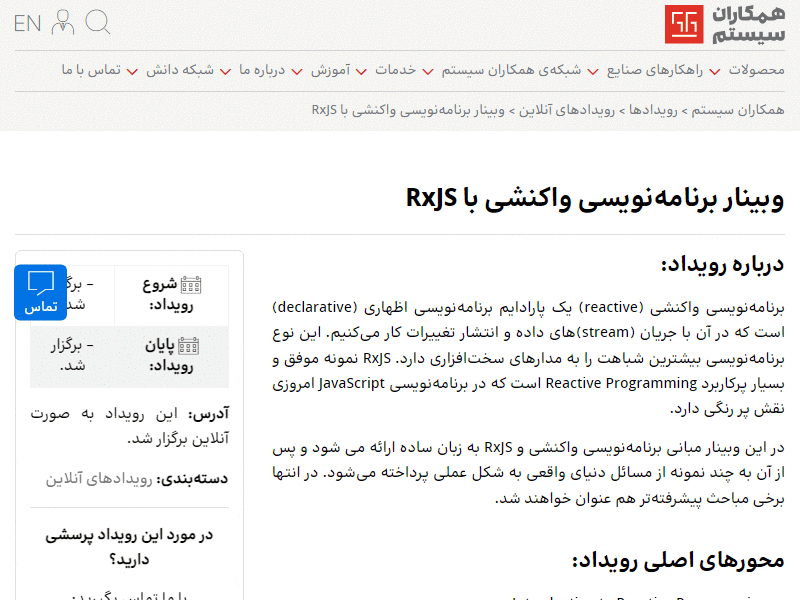 همکاران
سیستم
EN
محصولات راهکارهای صنایع شبکه‌ی همکاران سیستم خدمات آموزش درباره ما شبکه دانش تماس با ما
همکاران سیستم > رویدادها > رویدادهای آنلاین > وبینار برنامه‌نویسی واکنشی با RxJS
وبینار برنامه‌نویسی واکنشی با RxJS
درباره رویداد:
برنامه‌نویسی واکنشی (reactive) یک پارادایم برنامه‌نویسی اظهاری (declarative)
است که در آن با جریان (stream)های داده و انتشار تغییرات کار می‌کنیم. این نوع
برنامه‌نویسی بیشترین شباهت را به مدارهای سخت‌افزاری دارد. RxJS نمونه موفق و
بسیار پرکاربرد Reactive Programming است که در برنامه‌نویسی JavaScript امروزی
نقش پر رنگی دارد.
در این وبینار مبانی برنامه‌نویسی واکنشی و RxJS به زبان ساده ارائه می شود و پس
از آن به چند نمونه از مسائل دنیای واقعی به شکل عملی پرداخته می‌شود. در انتها
برخی مباحث پیشرفته‌تر هم عنوان خواهند شد.
محورهای اصلی رویداد:
شروع
رویداد:
تماس
پایان
رویداد:
– برگزار
شد.
آدرس: این رویداد به صورت
آنلاین برگزار شد.
دسته‌بندی: رویدادهای آنلاین
در مورد این رویداد پرسشی
دارید؟